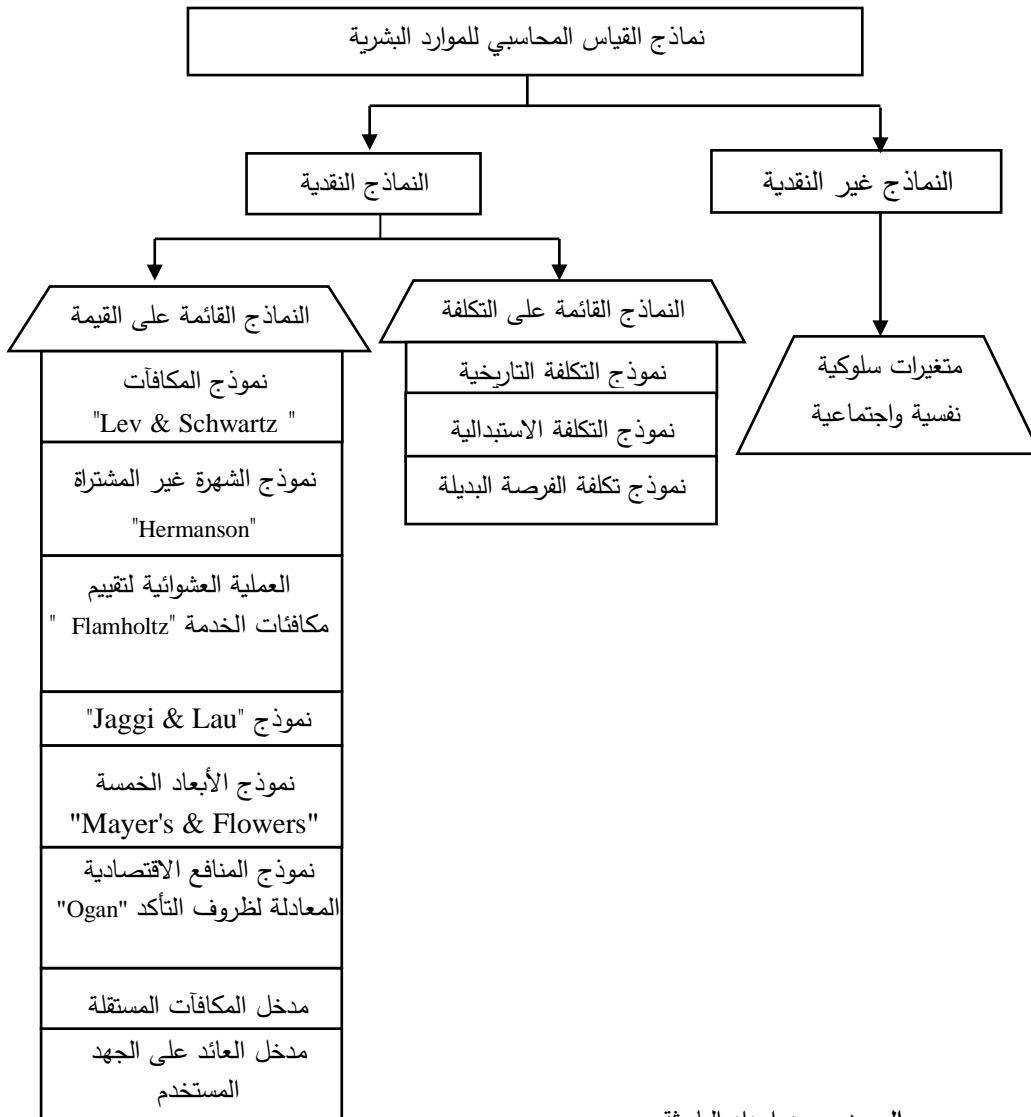 نماذج القياس المحاسبي للموارد البشرية
النماذج غير النقدية
النماذج النقدية
متغيرات سلوكية
نفسية واجتماعية
النماذج القائمة على التكلفة
نموذج التكلفة التاريخية
نموذج التكلفة الاستبدالية
نموذج تكلفة الفرصة البديلة
النماذج القائمة على القيمة
نموذج المكافآت
"Lev & Schwartz "
نموذج الشهرة غير المشتراة
"Hermanson"
العملية العشوائية لتقييم
مكافئات الخدمة "Flamholtz "
نموذج "Jaggi & Lau"
نموذج الأبعاد الخمسة
"Mayer's & Flowers"
نموذج المنافع الاقتصادية
المعادلة لظروف التأكد "Ogan"
مدخل المكافآت المستقلة
مدخل العائد على الجهد
المستخدم